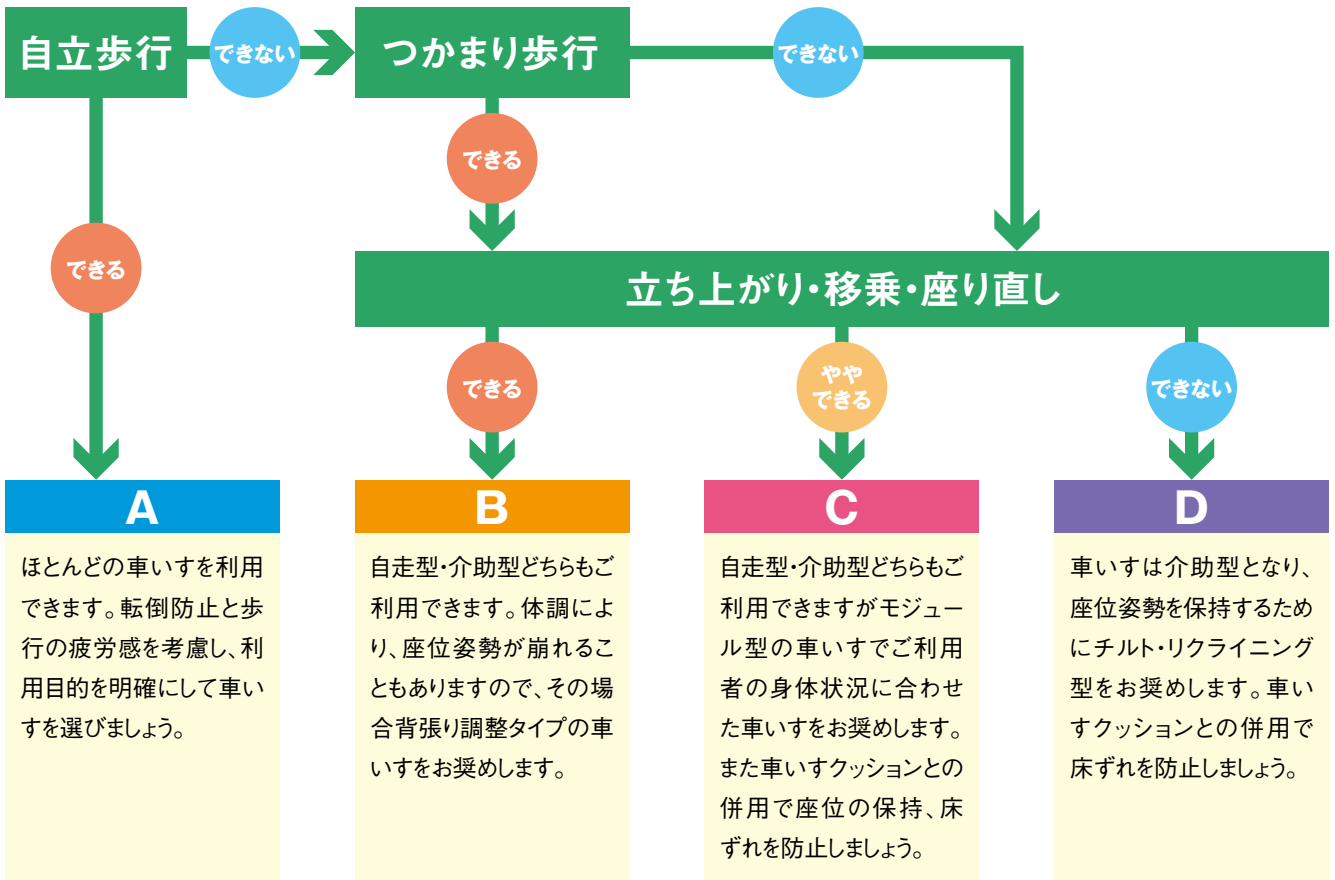 自立歩行
できない
つかまり歩行
できない
できる
できる
立ち上がり・移乗・座り直し
できる
やや
できる
できない
A
ほとんどの車いすを利用
できます。転倒防止と歩
行の疲労感を考慮し、利
用目的を明確にして車い
すを選びましょう。
B
自走型・介助型どちらもご
利用できます。体調によ
り、座位姿勢が崩れるこ
ともありますので、その場
合背張り調整タイプの車
いすをお奨めします。
C
自走型・介助型どちらもご
利用できますがモジュー
ル型の車いすでご利用
者の身体状況に合わせ
た車いすをお奨めします。
また車いすクッションとの
併用で座位の保持、床
ずれを防止しましょう。
D
車いすは介助型となり、
座位姿勢を保持するため
にチルト・リクライニング
型をお奨めします。車い
すクッションとの併用で
床ずれを防止しましょう。